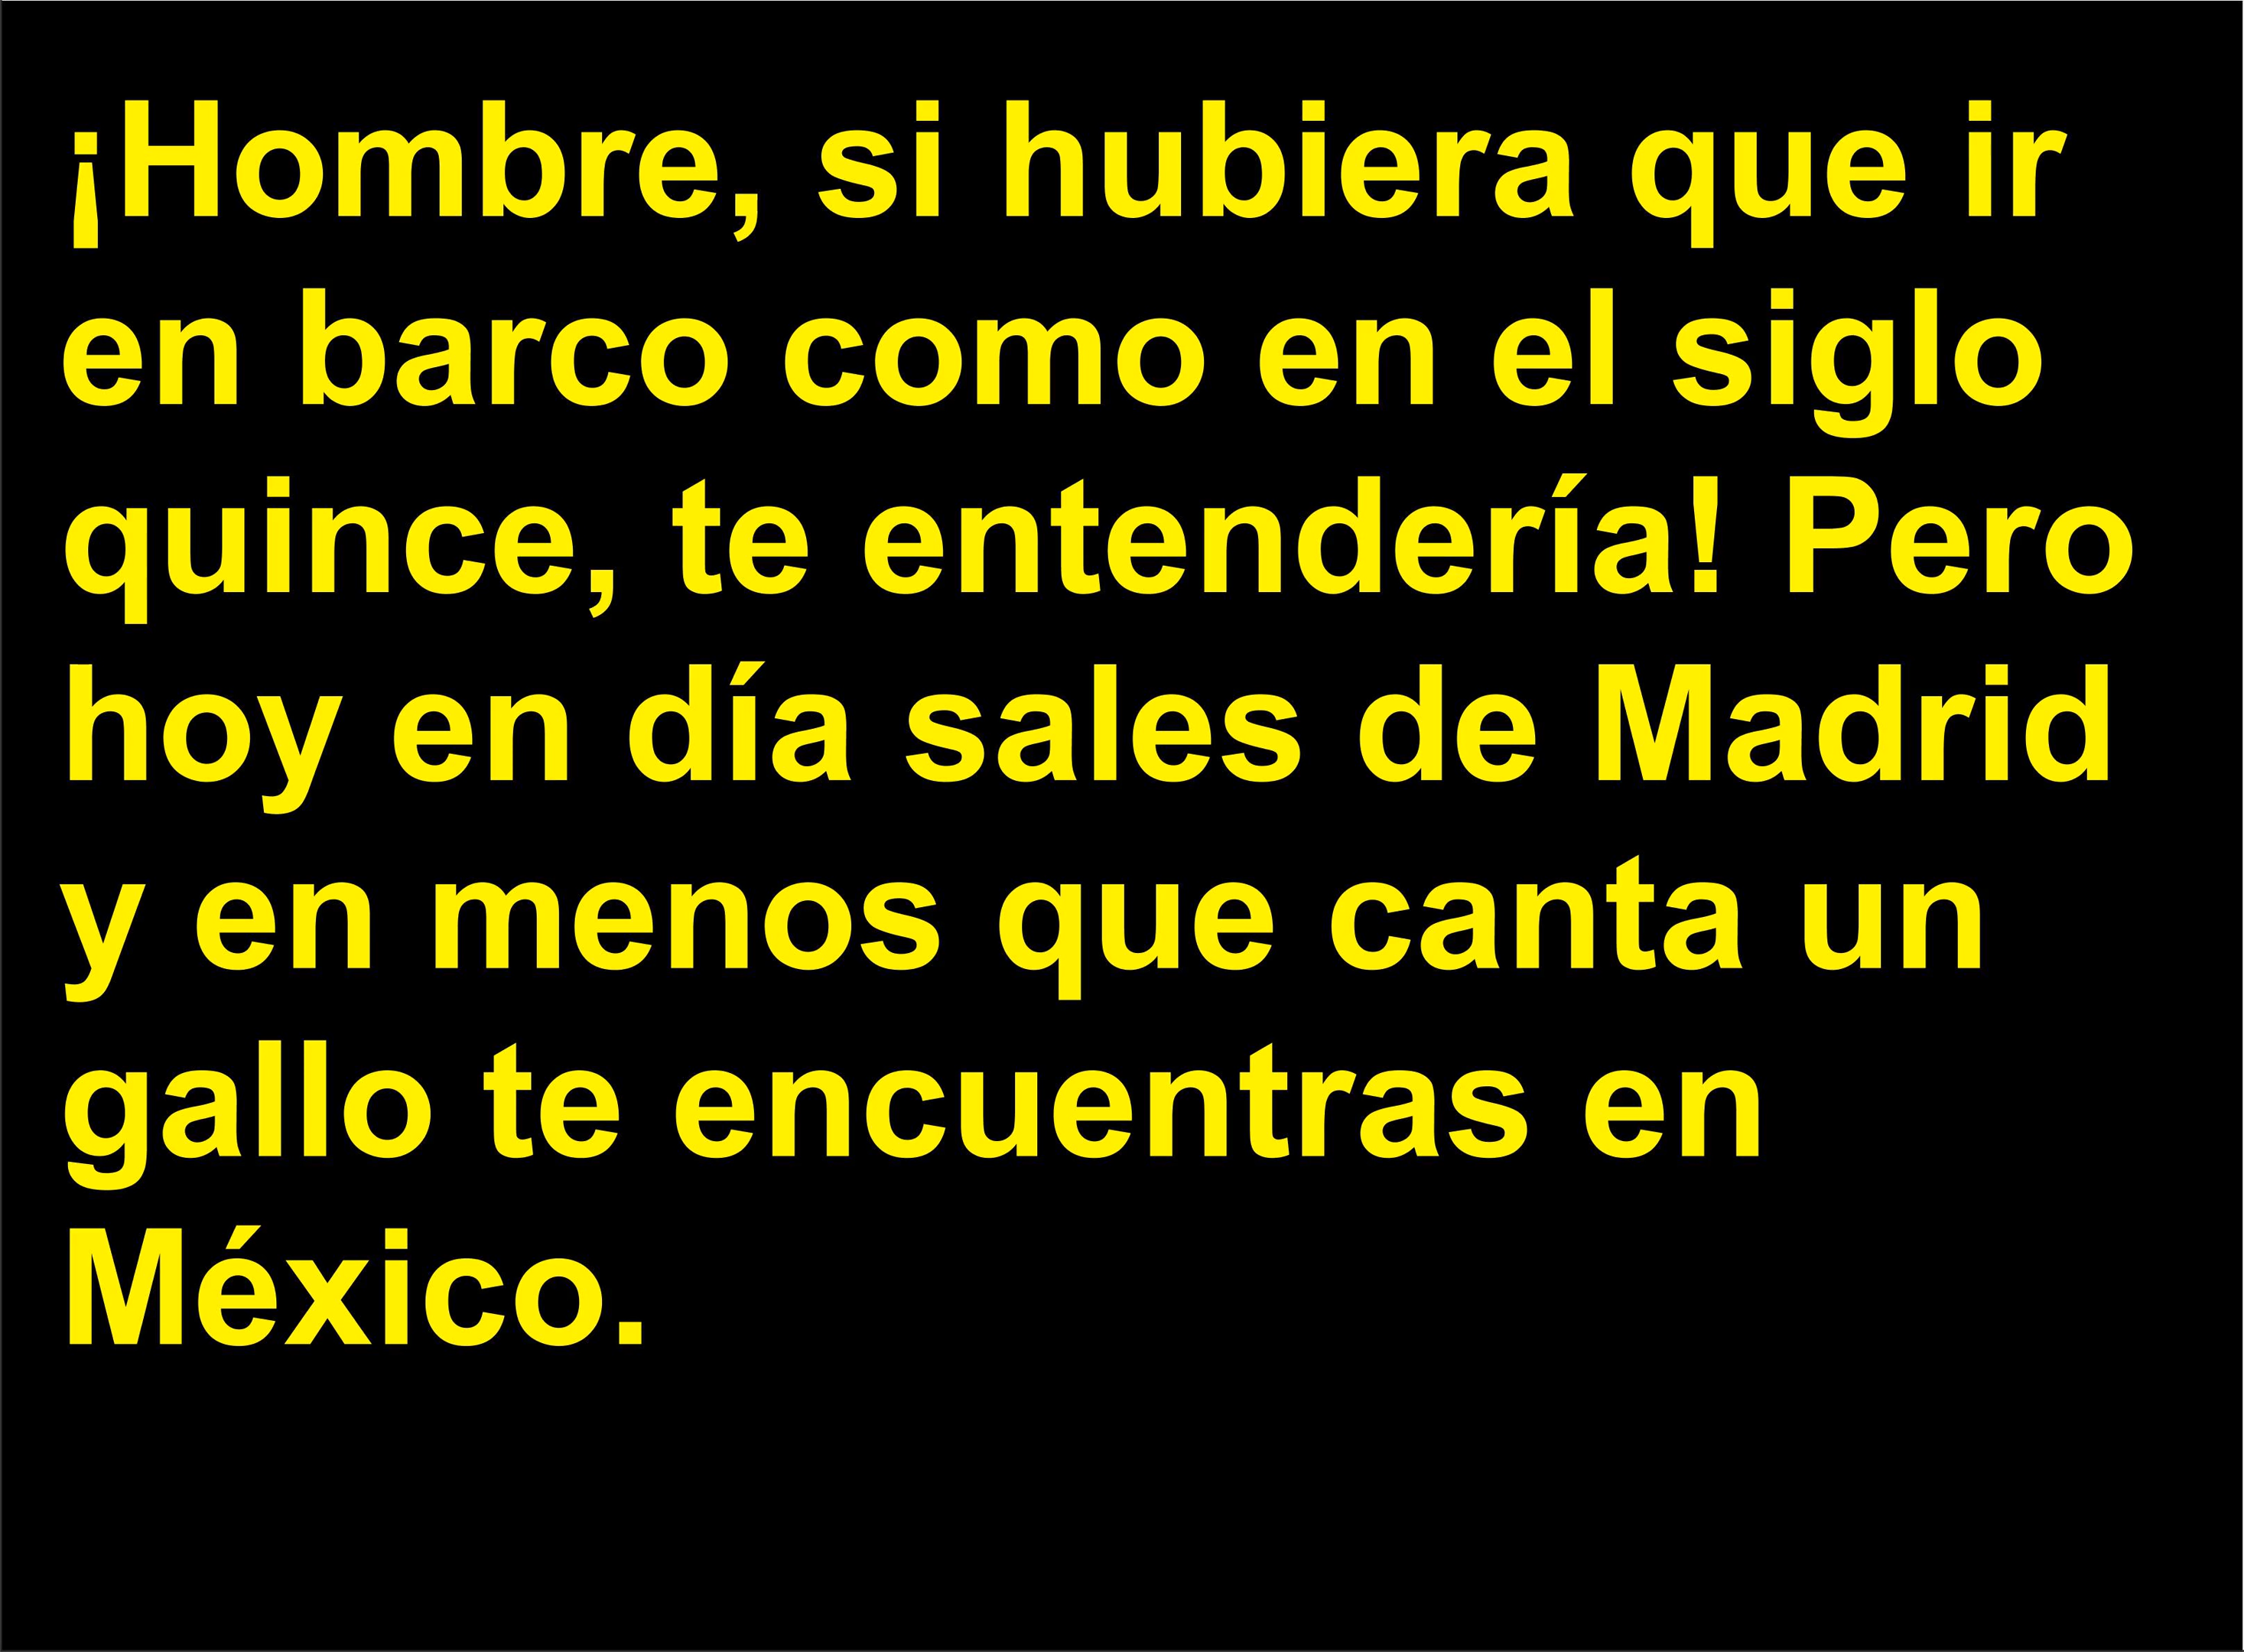 ¡Hombre, si hubiera que ir
en barco como en el siglo
quince, te entendería! Pero
hoy en día sales de Madrid
y en menos que canta un
gallo te encuentras en
México.